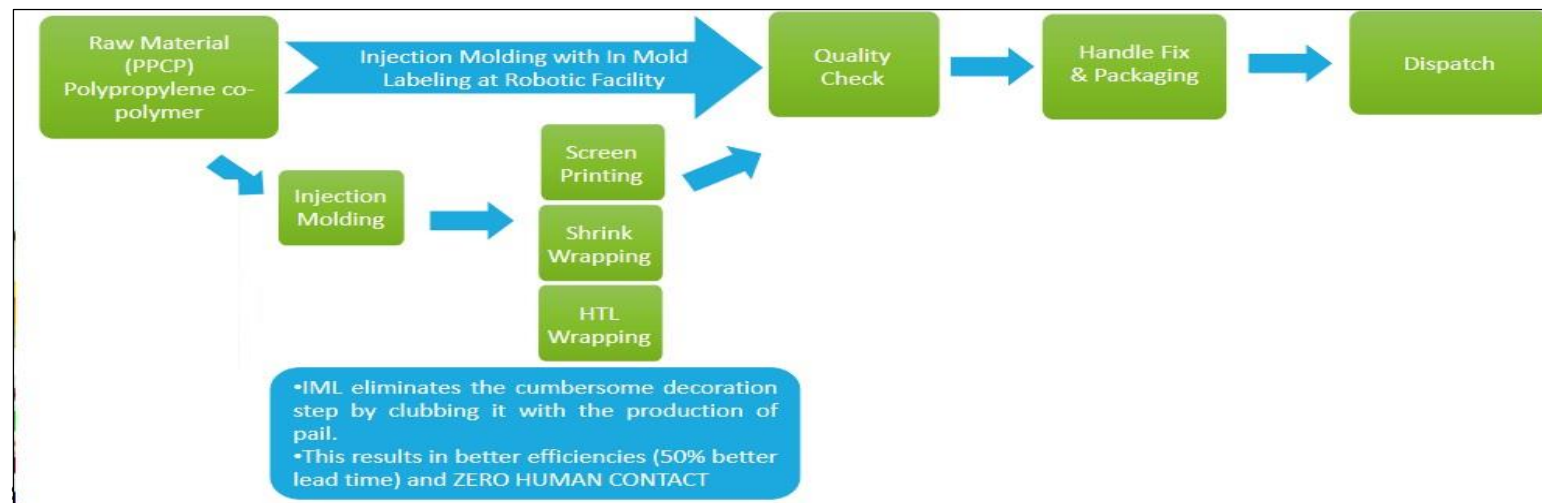 Raw Material
(PPCP)
Polypropylene co-
polymer
Injection Molding with In Mold
Labeling at Robotic Facility
Quality
Check
Handle Fix
& Packaging
Dispatch
Injection
Molding
Screen
Printing
Shrink
Wrapping
HTL
Wrapping
•IML eliminates the cumbersome decoration
step by clubbing it with the production of
pail.
•This results in better efficiencies (50% better
lead time) and ZERO HUMAN CONTACT